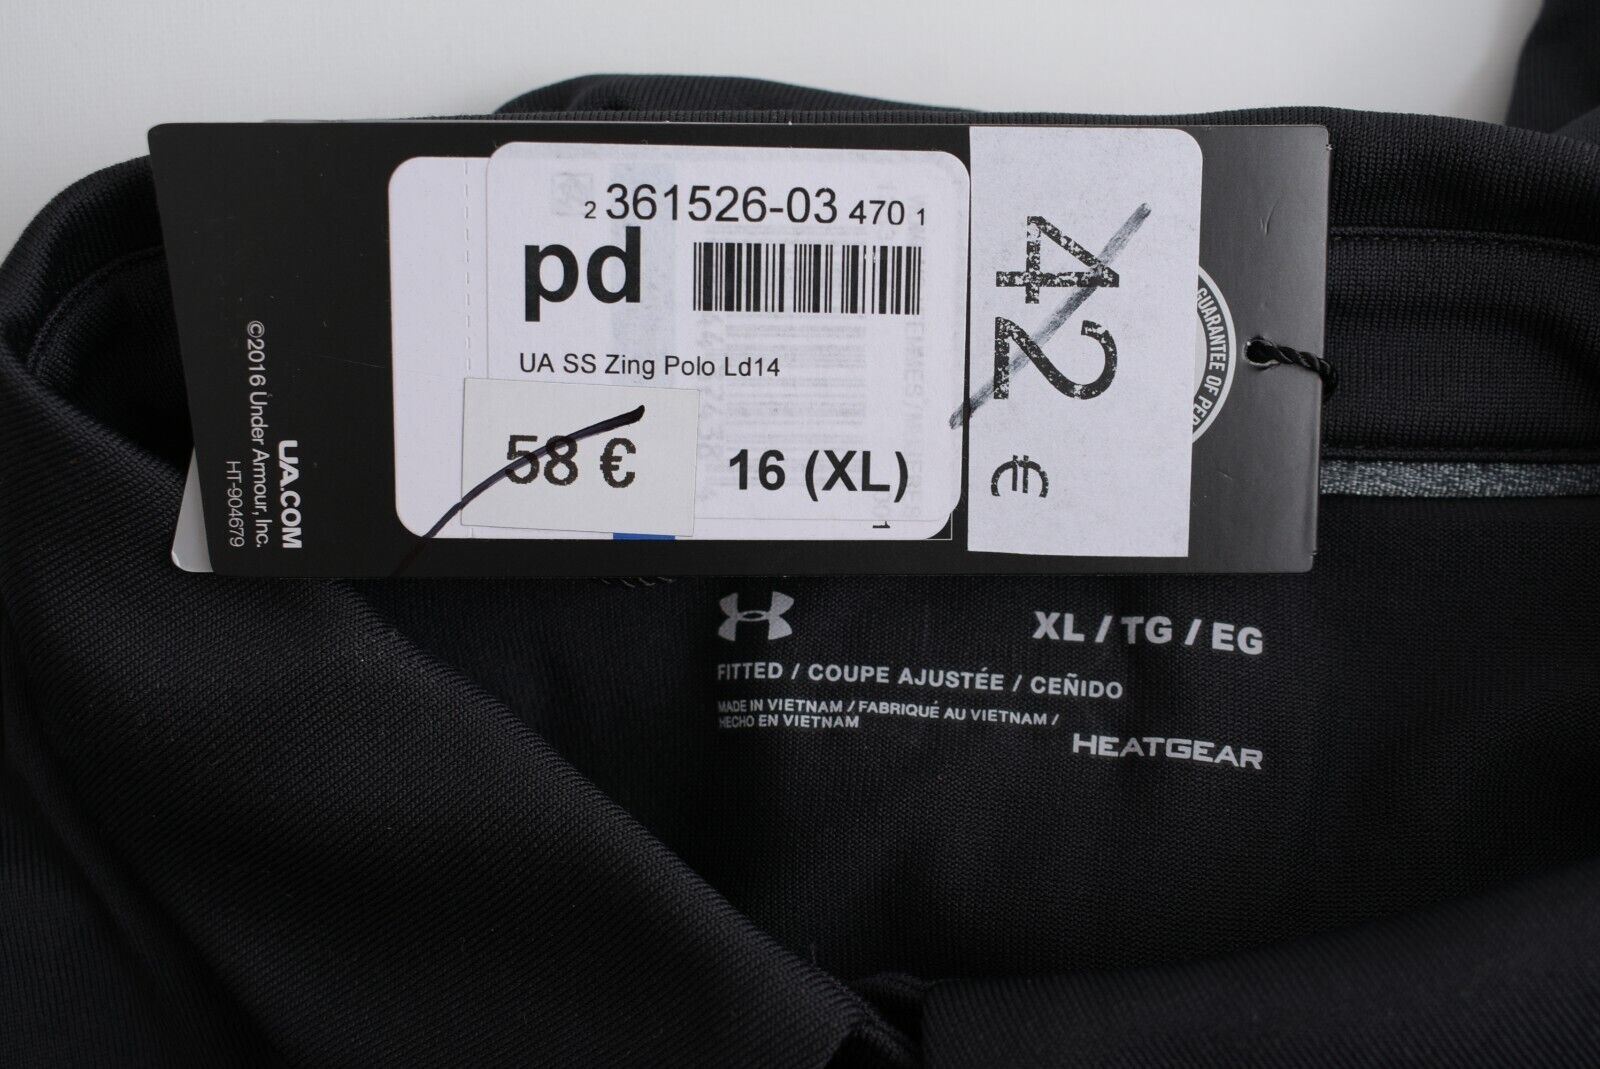 2 361526-03 470 1
pd
UA SS Zing Polo Ld14
58 €
16 (XL)
42 €
GUARANTEE OF
UA.COM
©2016 Under Armour, Inc.
HT-904679
XL / TG / EG
FITTED / COUPE AJUSTÉE / CEÑIDO
MADE IN VIETNAM / FABRIQUÉ AU VIETNAM /
HECHO EN VIETNAM
HEATGEAR